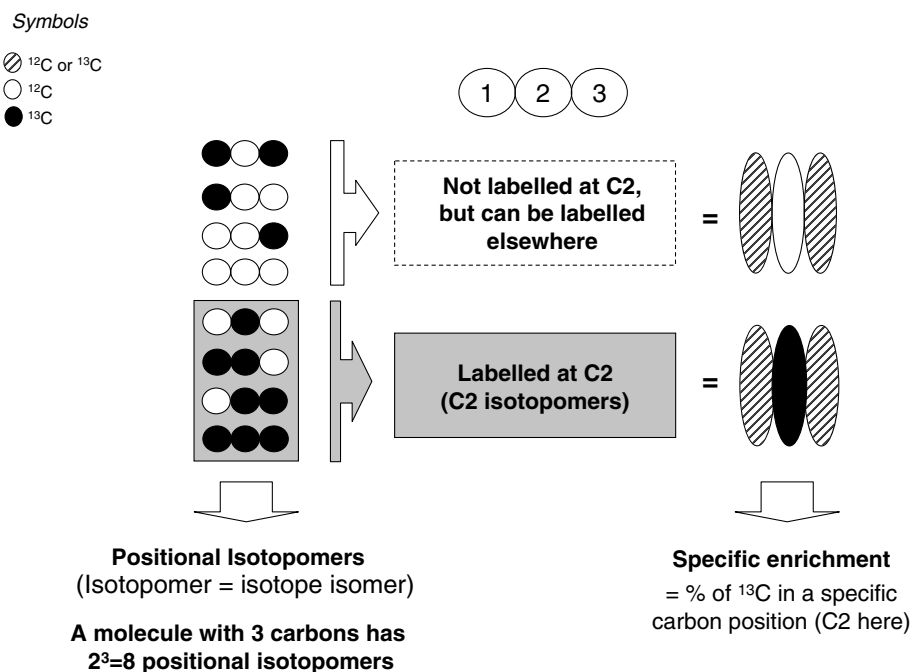 Symbols
¹²C or ¹³C
¹²C
¹³C
1 2 3
Not labelled at C2,
but can be labelled
elsewhere
=
Labelled at C2
(C2 isotopomers)
=
Positional Isotopomers
(Isotopomer = isotope isomer)
A molecule with 3 carbons has
2³=8 positional isotopomers
Specific enrichment
= % of ¹³C in a specific
carbon position (C2 here)